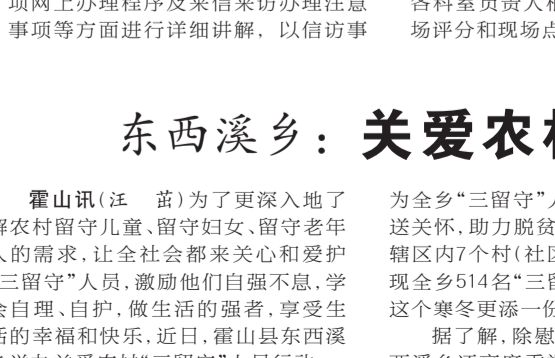 项网上办理程序及来信来访办理注意
事项等方面进行详细讲解，以信访事
各科室负责人
场评分和现场点
东西溪乡：关爱农
霍山讯（汪 茁）为了更深入地了
解农村留守儿童、留守妇女、留守老年
人的需求，让全社会都来关心和爱护
三留守”人员，激励他们自强不息，学
会自理、自护，做生活的强者，享受生
活的幸福和快乐，近日，霍山县东西溪
为全乡“三留守”
送关怀，助力脱贫
辖区内7个村（社区
现全乡514名“三留
这个寒冬更添一份
据了解，除慰